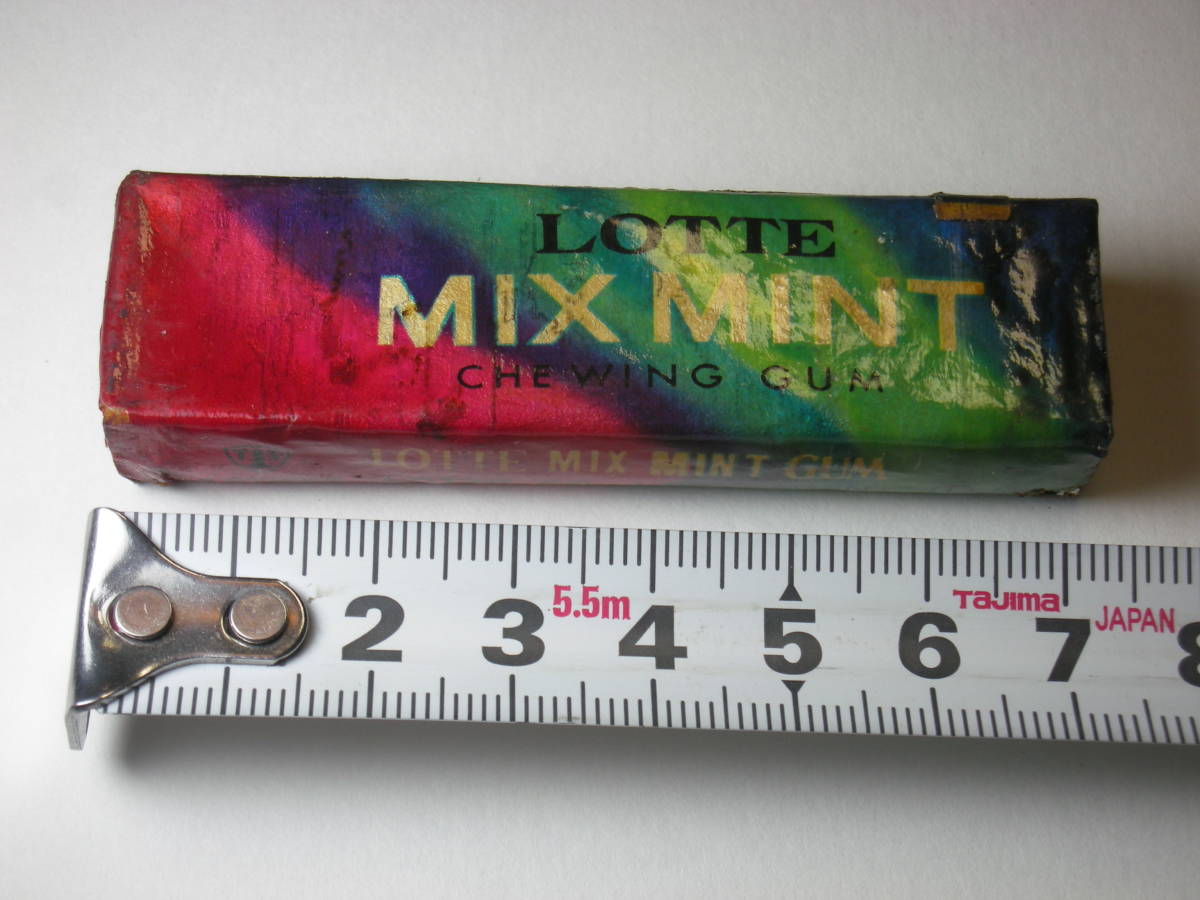 LOTTE
MIX MINT
CHEWING GUM
LOTTE MIX MINT GUM
2 3 5.5m 4 5 6 Tajima 7 JAPAN 8